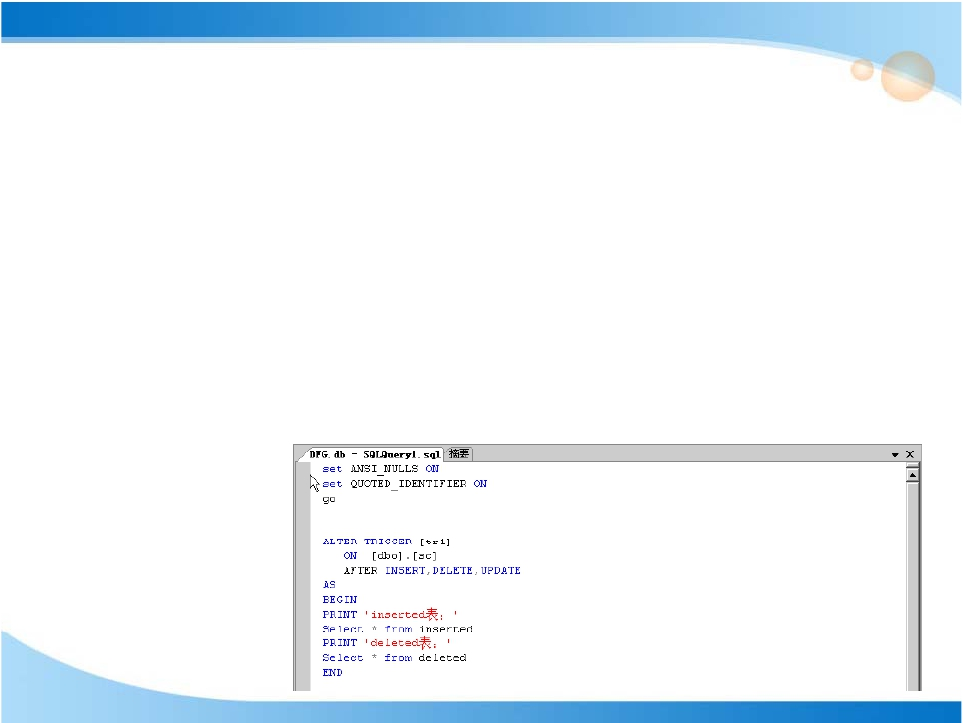 DFG.db - SQLQuery1.sql 摘要
set ANSI_NULLS ON
set QUOTED_IDENTIFIER ON
go
ALTER TRIGGER [tri]
ON [dbo].[sc]
AFTER INSERT,DELETE,UPDATE
AS
BEGIN
PRINT 'inserted表：'
Select * from inserted
PRINT 'deleted表：'
Select * from deleted
END